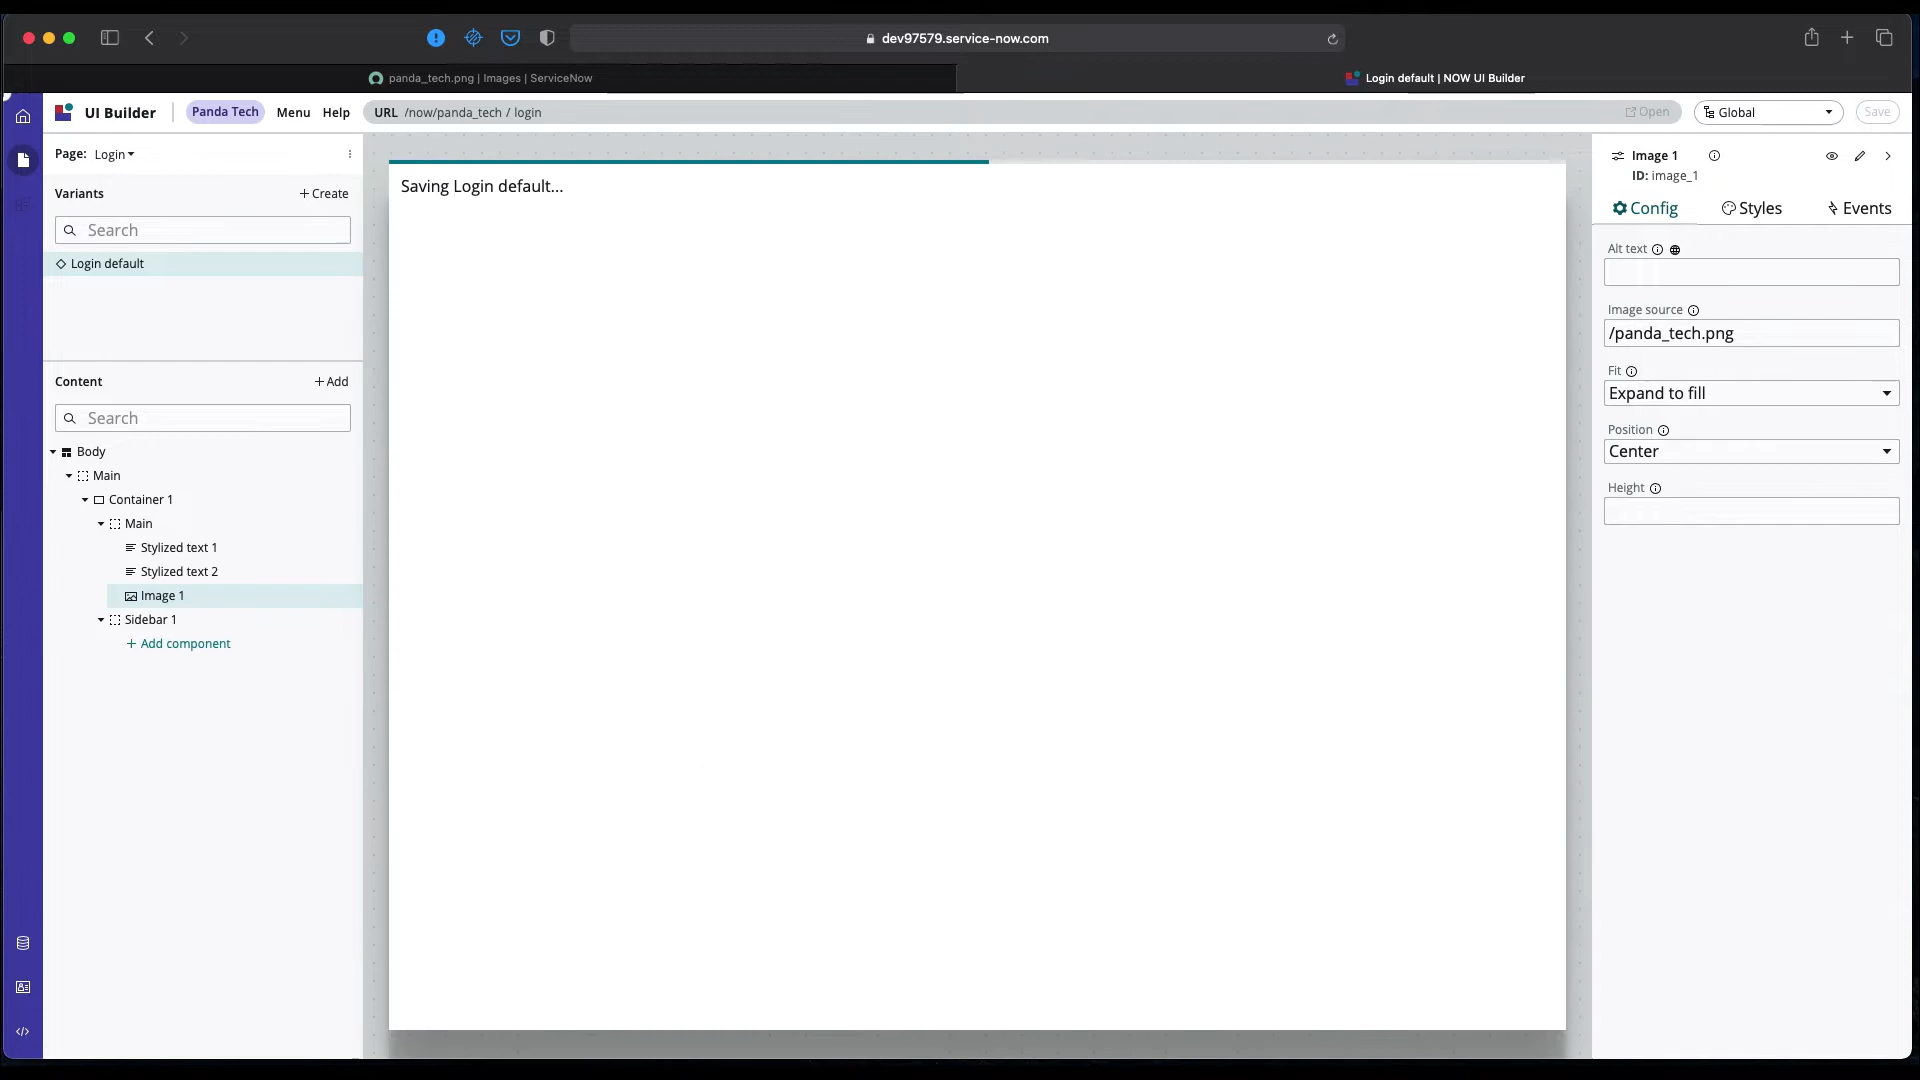 dev97579.service-now.com
panda_tech.png | Images | ServiceNow
Login default | NOW UI Builder
UI Builder
Panda Tech
Menu
Help
URL /now/panda_tech / login
Open
Global
Save
Page: Login
Variants
+ Create
Search
Login default
Content
+ Add
Search
Body
Main
Container 1
Main
Stylized text 1
Stylized text 2
Image 1
Sidebar 1
+ Add component
Saving Login default...
Image 1
ID: image_1
Config
Styles
Events
Alt text
Image source
/panda_tech.png
Fit
Expand to fill
Position
Center
Height